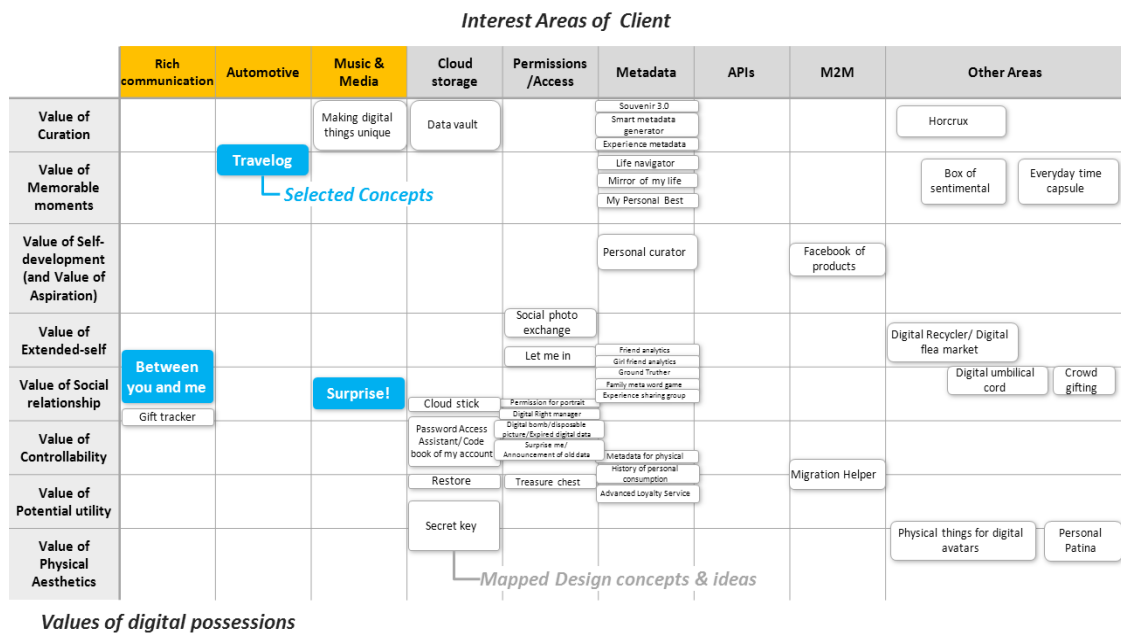 Interest Areas of Client
Rich
communication
Automotive
Music &
Media
Cloud
storage
Permissions
/Access
Metadata
APIs
M2M
Other Areas
Value of
Curation
Making digital
things unique
Data vault
Souvenir 3.0
Smart metadata
generator
Experience metadata
Horcrux
Value of
Memorable
moments
Travelog
Selected Concepts
Life navigator
Mirror of my life
My Personal Best
Box of
sentimental
Everyday time
capsule
Value of Self-
development
(and Value of
Aspiration)
Personal curator
Facebook of
products
Value of
Extended-self
Social photo
exchange
Let me in
Friend analytics
Girl friend analytics
Ground Truther
Family meta word game
Experience sharing group
Digital Recycler/ Digital
flea market
Between
you and me
Value of Social
relationship
Gift tracker
Surprise!
Cloud stick
Permission for portrait
Digital Right manager
Digital umbilical
cord
Crowd
gifting
Value of
Controllability
Password Access
Assistant/ Code
book of my account
Digital bomb/disposable
picture/Expired digital data
Surprise me/
Announcement of old data
Metadata for physical
History of personal
consumption
Migration Helper
Value of
Potential utility
Restore
Treasure chest
Advanced Loyalty Service
Secret key
Value of
Physical
Aesthetics
Physical things for digital
avatars
Personal
Patina
Mapped Design concepts & ideas
Values of digital possessions